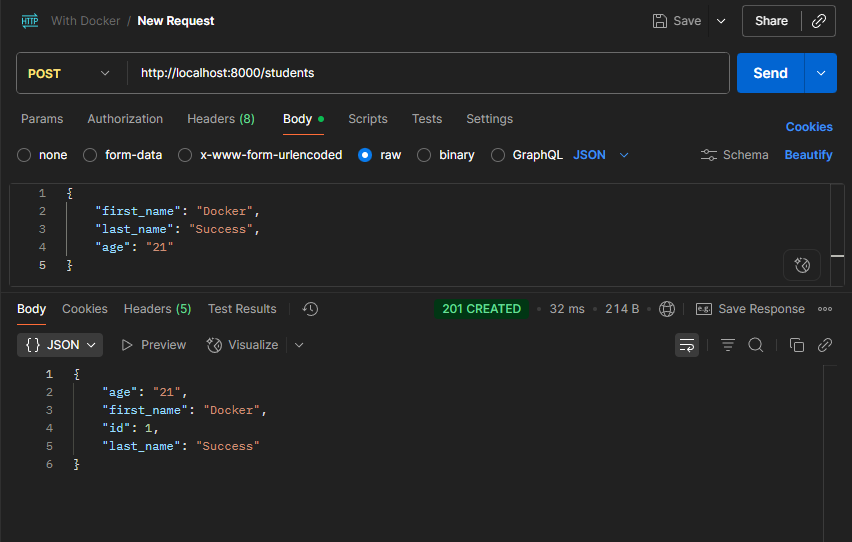 HTTP With Docker / New Request Save Share
POST http://localhost:8000/students Send
Params Authorization Headers (8) Body Scripts Tests Settings Cookies
none form-data x-www-form-urlencoded raw binary GraphQL JSON Schema Beautify
1 {
2 "first_name": "Docker",
3 "last_name": "Success",
4 "age": "21"
5 }
Body Cookies Headers (5) Test Results 201 CREATED • 32 ms • 214 B • e.g. Save Response
{} JSON Preview Visualize
1 {
2 "age": "21",
3 "first_name": "Docker",
4 "id": 1,
5 "last_name": "Success"
6 }